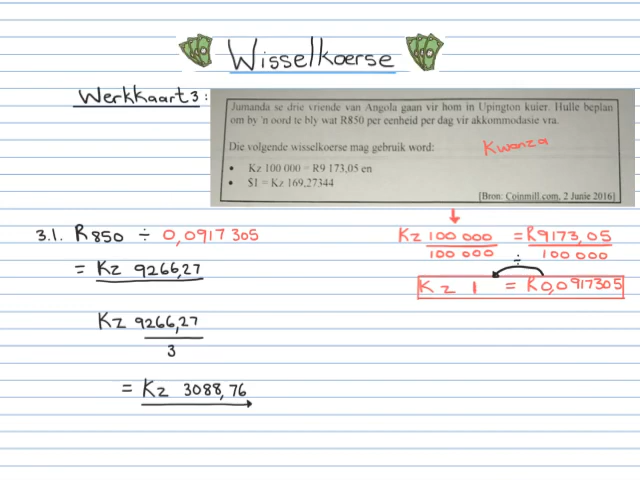 Wisselkoerse
Werkkaart 3:
Jumanda se drie vriende van Angola gaan vir hom in Upington kuier. Hulle beplan
om by 'n oord te bly wat R850 per eenheid per dag vir akkommodasie vra.
Die volgende wisselkoerse mag gebruik word:
Kwanza
• Kz 100 000 = R9 173,05 en
• $1 = Kz 169,27344
[Bron: Coinmill.com, 2 Junie 2016]
3.1. R850 ÷ 0,0917305
= Kz 9266,27
Kz 9266,27
3
= Kz 3088,76
Kz 100 000 = R9173,05
100 000 ÷ 100 000
Kz 1 = R0,0917305